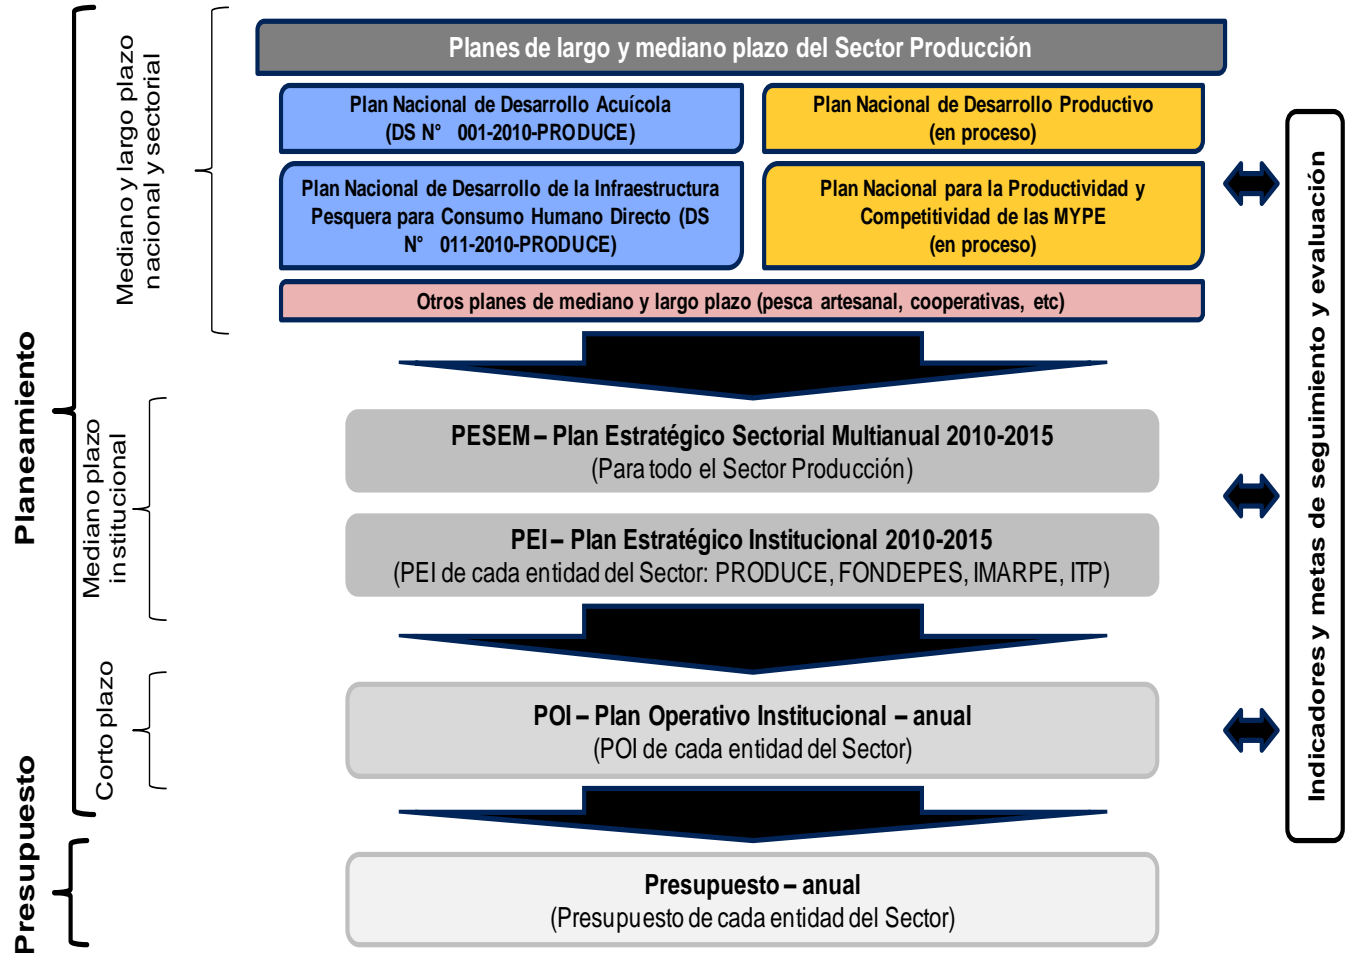 Planes de largo y mediano plazo del Sector Producción
Plan Nacional de Desarrollo Acuícola
(DS N° 001-2010-PRODUCE)
Plan Nacional de Desarrollo Productivo
(en proceso)
Plan Nacional de Desarrollo de la Infraestructura
Pesquera para Consumo Humano Directo (DS
N° 011-2010-PRODUCE)
Plan Nacional para la Productividad y
Competitividad de las MYPE
(en proceso)
Otros planes de mediano y largo plazo (pesca artesanal, cooperativas, etc)
PESEM – Plan Estratégico Sectorial Multianual 2010-2015
(Para todo el Sector Producción)
PEI – Plan Estratégico Institucional 2010-2015
(PEI de cada entidad del Sector: PRODUCE, FONDEPES, IMARPE, ITP)
POI – Plan Operativo Institucional – anual
(POI de cada entidad del Sector)
Presupuesto – anual
(Presupuesto de cada entidad del Sector)
Planeamiento
Presupuesto
Mediano y largo plazo
nacional y sectorial
Median o plazo
institucional
Corto plazo
Indicadores y metas de seguimiento y evaluación